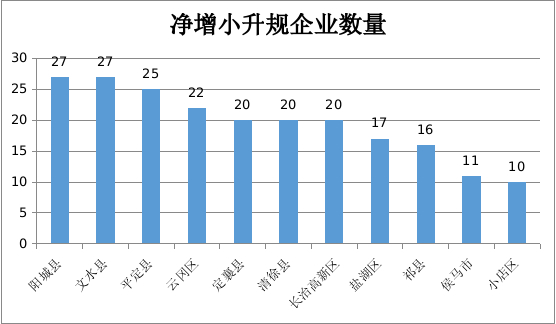 净增小升规企业数量
30
25
20
15
10
5
0
27
27
25
22
20
20
20
17
16
11
10
阳城县
文水县
平定县
云冈区
定襄县
清徐县
长治高新区
盐湖区
祁县
侯马市
小店区